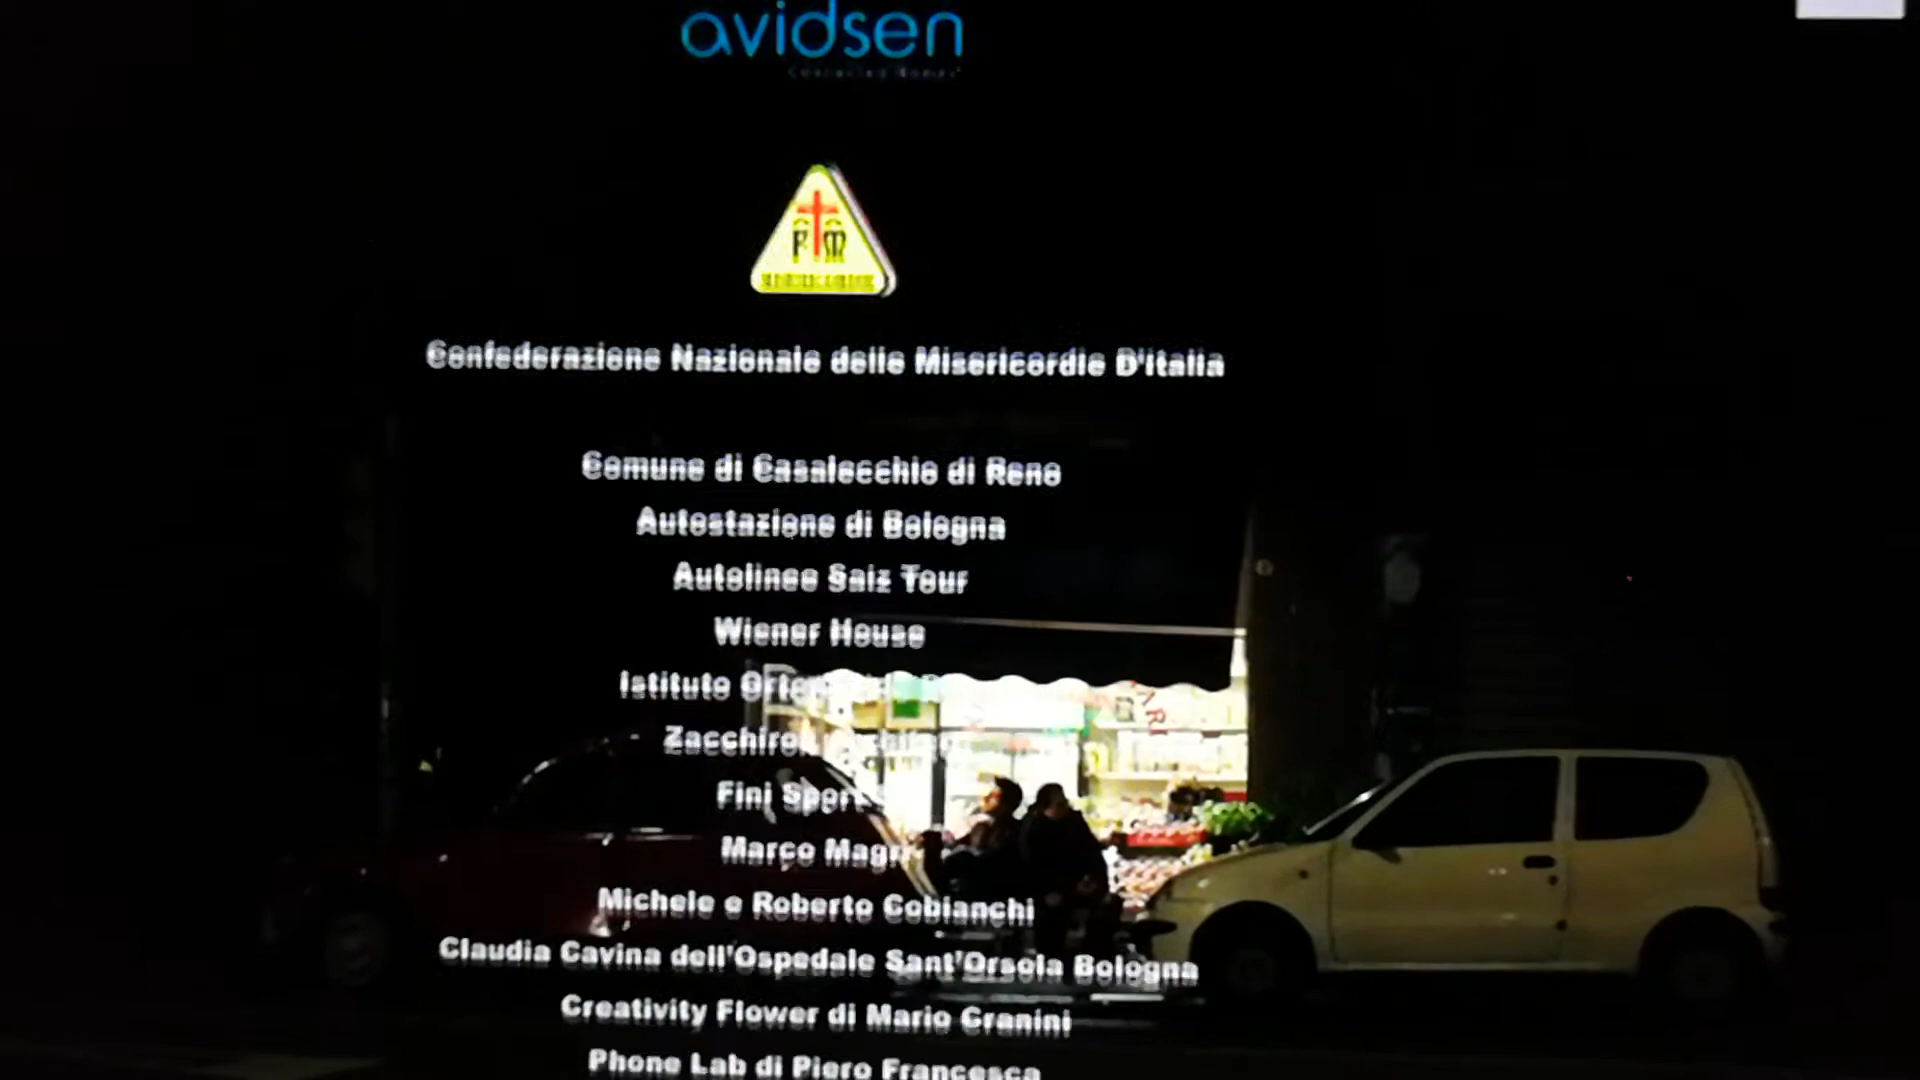 avidsen
Confederazione Nazionale delle Misericordie D'Italia
Comune di Casalecchio di Reno
Autostazione di Bologna
Autolinee Saiz Tour
Wiener House
Istituto
Fini Sport
Marco Magri
Michele e Roberto Cobianchi
Claudia Cavina dell'Ospedale Sant'Orsola Bologna
Creativity Flower di Mario Granini
Phone Lab di Piero Francesca